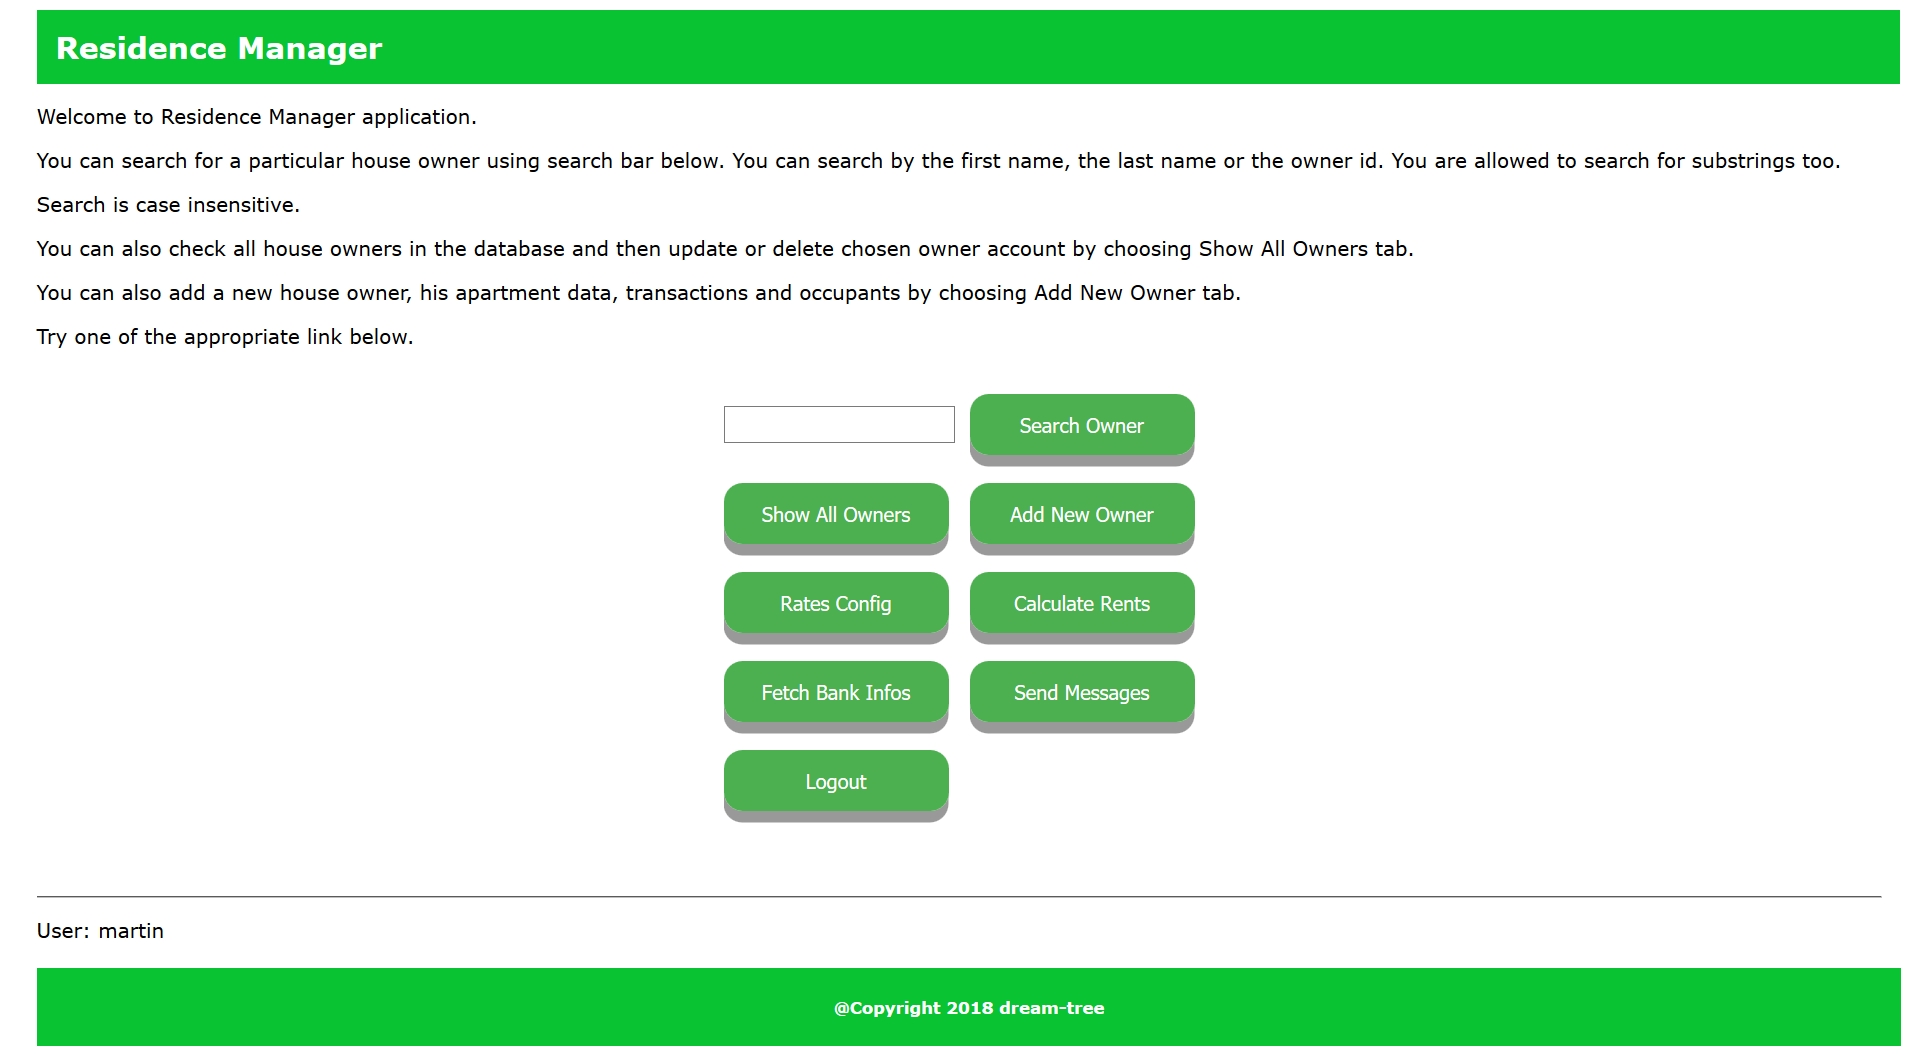 Residence Manager
Welcome to Residence Manager application.
You can search for a particular house owner using search bar below. You can search by the first name, the last name or the owner id. You are allowed to search for substrings too.
Search is case insensitive.
You can also check all house owners in the database and then update or delete chosen owner account by choosing Show All Owners tab.
You can also add a new house owner, his apartment data, transactions and occupants by choosing Add New Owner tab.
Try one of the appropriate link below.
Search Owner
Show All Owners
Add New Owner
Rates Config
Calculate Rents
Fetch Bank Infos
Send Messages
Logout
User: martin
@Copyright 2018 dream-tree